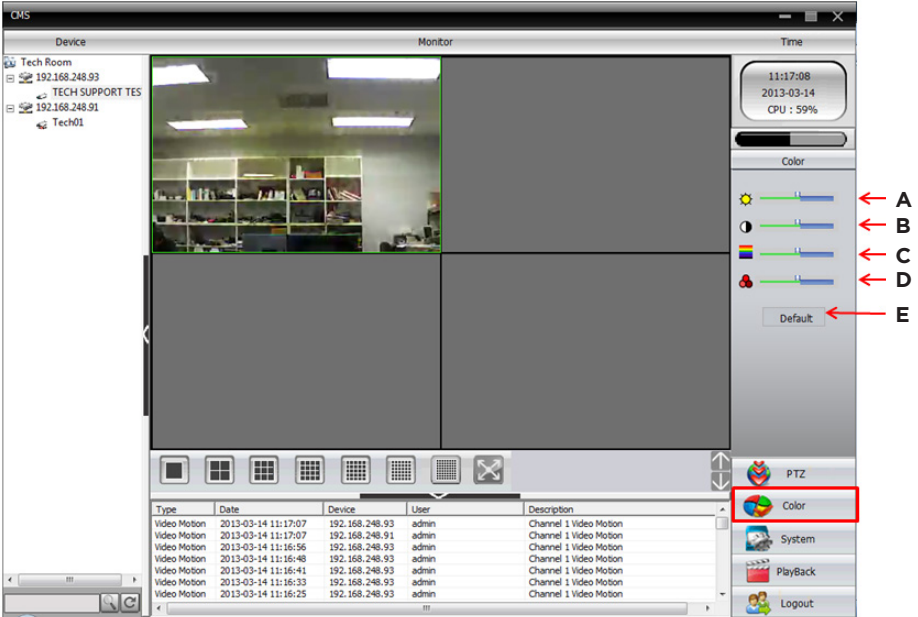 CMS
Device
Monitor
Time
Tech Room
192.168.248.93
TECH SUPPORT TES
192.168.248.91
Tech01
11:17:08
2013-03-14
CPU : 59%
Color
A
B
C
D
Default
E
PTZ
Color
System
PlayBack
Logout
Type Date Device User Description
Video Motion 2013-03-14 11:17:07 192.168.248.93 admin Channel 1 Video Motion
Video Motion 2013-03-14 11:17:07 192.168.248.91 admin Channel 1 Video Motion
Video Motion 2013-03-14 11:16:56 192.168.248.93 admin Channel 1 Video Motion
Video Motion 2013-03-14 11:16:48 192.168.248.93 admin Channel 1 Video Motion
Video Motion 2013-03-14 11:16:41 192.168.248.93 admin Channel 1 Video Motion
Video Motion 2013-03-14 11:16:33 192.168.248.93 admin Channel 1 Video Motion
Video Motion 2013-03-14 11:16:25 192.168.248.93 admin Channel 1 Video Motion